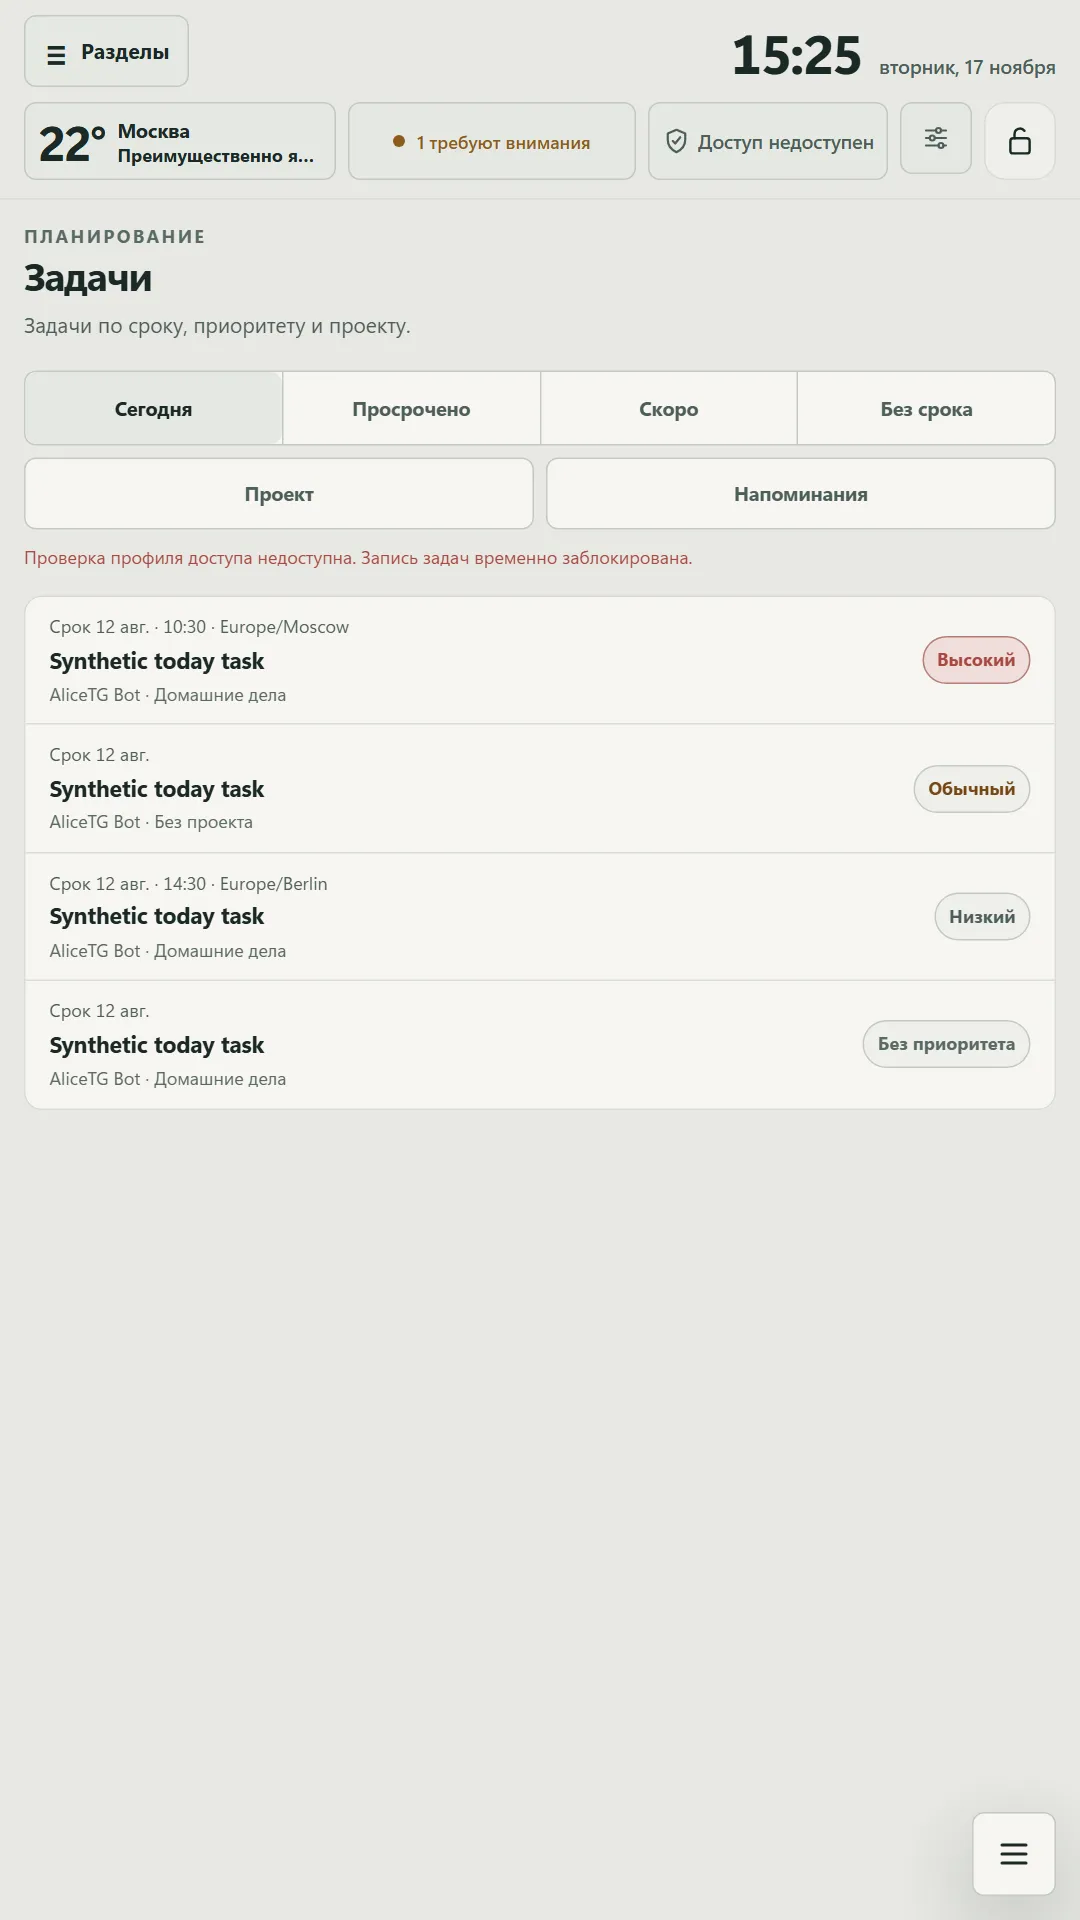 Разделы
15:25 вторник, 17 ноября
22° Москва
Преимущественно я...
1 требуют внимания
Доступ недоступен
ПЛАНИРОВАНИЕ
Задачи
Задачи по сроку, приоритету и проекту.
Сегодня
Просрочено
Скоро
Без срока
Проект
Напоминания
Проверка профиля доступа недоступна. Запись задач временно заблокирована.
Срок 12 авг. · 10:30 · Europe/Moscow
Synthetic today task
AliceTG Bot · Домашние дела
Высокий
Срок 12 авг.
Synthetic today task
AliceTG Bot · Без проекта
Обычный
Срок 12 авг. · 14:30 · Europe/Berlin
Synthetic today task
AliceTG Bot · Домашние дела
Низкий
Срок 12 авг.
Synthetic today task
AliceTG Bot · Домашние дела
Без приоритета